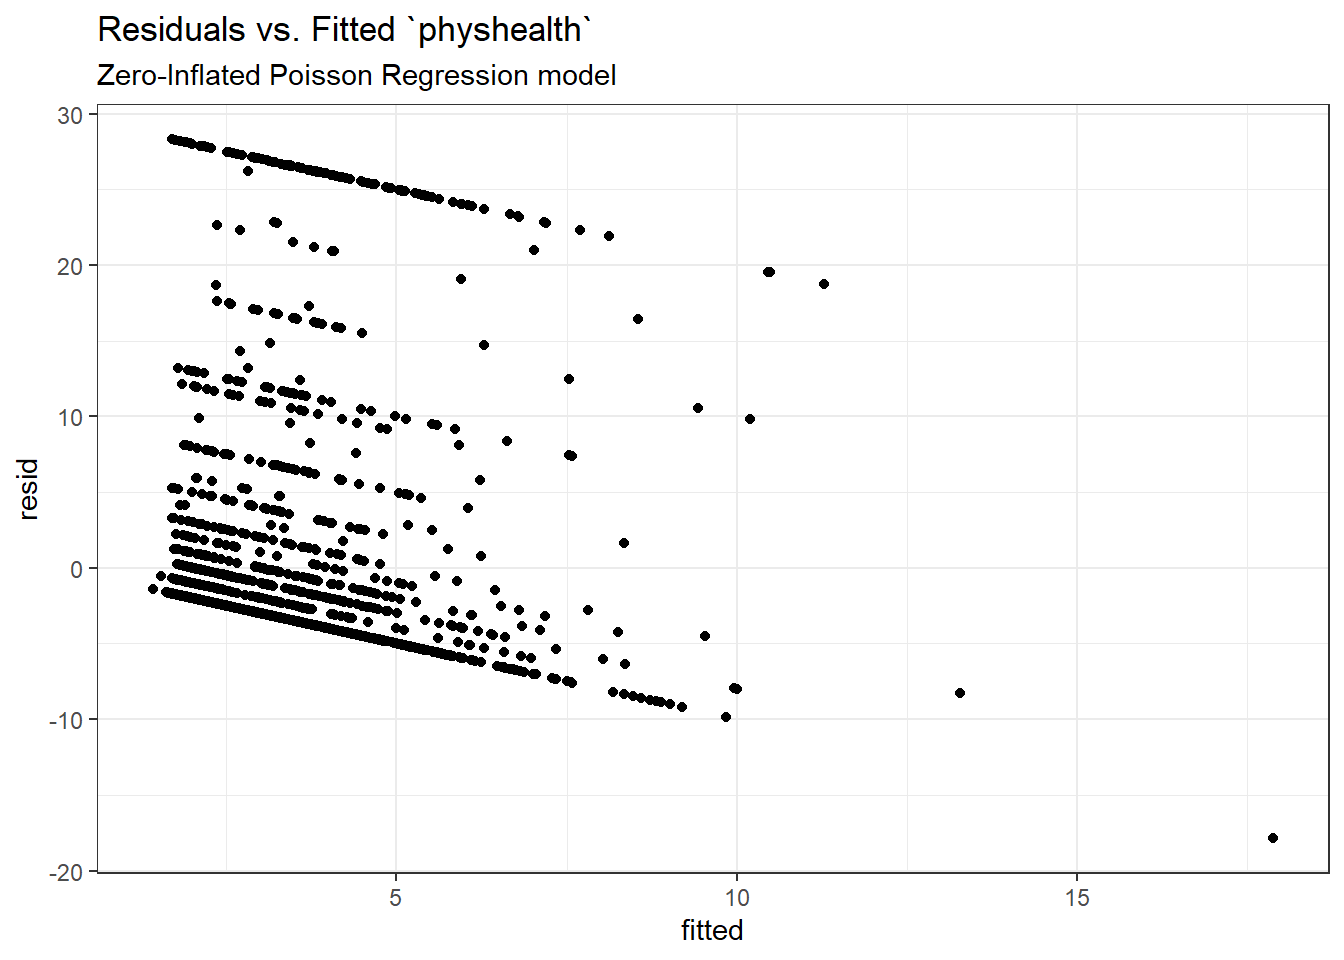 Residuals vs. Fitted `physhealth`
Zero-Inflated Poisson Regression model
30
20
10
0
-10
-20
resid
5
10
15
fitted